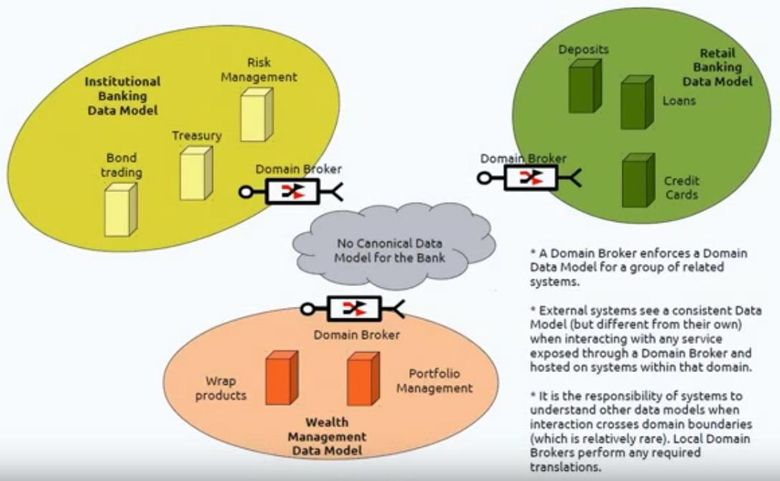 Institutional
Banking
Data Model
Risk
Management
Treasury
Bond
trading
Domain Broker
Deposits
Retail
Banking
Data Model
Loans
Domain Broker
Credit
Cards
No Canonical Data
Model for the Bank
Domain Broker
Wrap
products
Portfolio
Management
Wealth
Management
Data Model
* A Domain Broker enforces a Domain
Data Model for a group of related
systems.
* External systems see a consistent Data
Model (but different from their own)
when interacting with any service
exposed through a Domain Broker and
hosted on systems within that domain.
* It is the responsibility of systems to
understand other data models when
interaction crosses domain boundaries
(which is relatively rare). Local Domain
Brokers perform any required
translations.